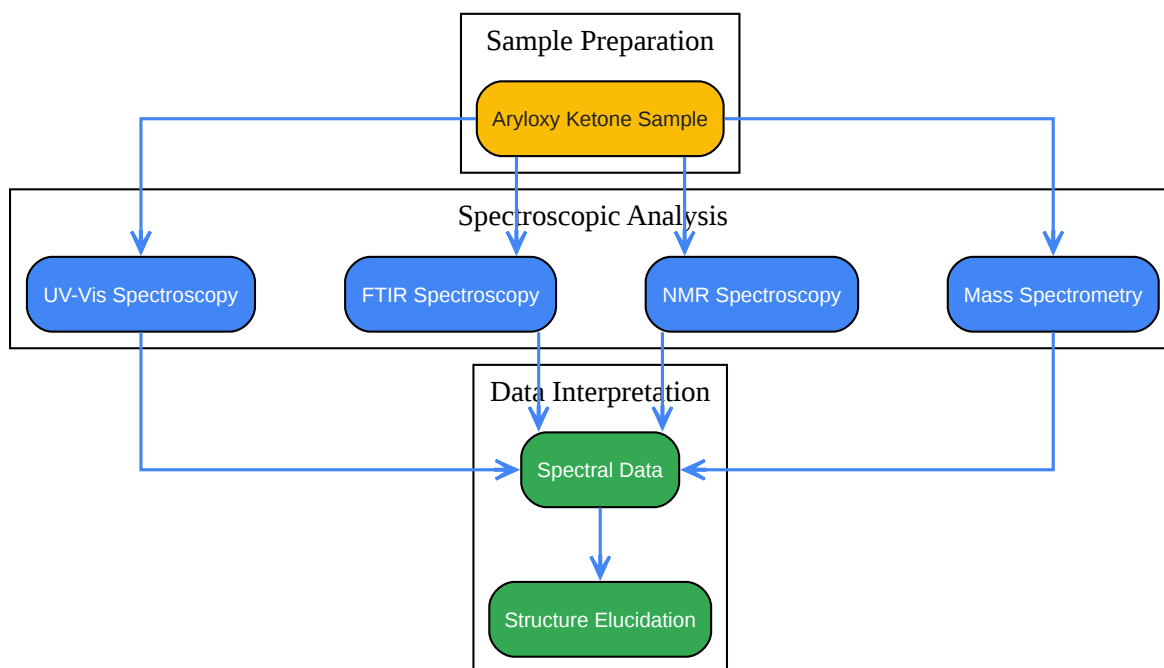 Sample Preparation
Aryloxy Ketone Sample
Spectroscopic Analysis
UV-Vis Spectroscopy
FTIR Spectroscopy
NMR Spectroscopy
Mass Spectrometry
Data Interpretation
Spectral Data
Structure Elucidation